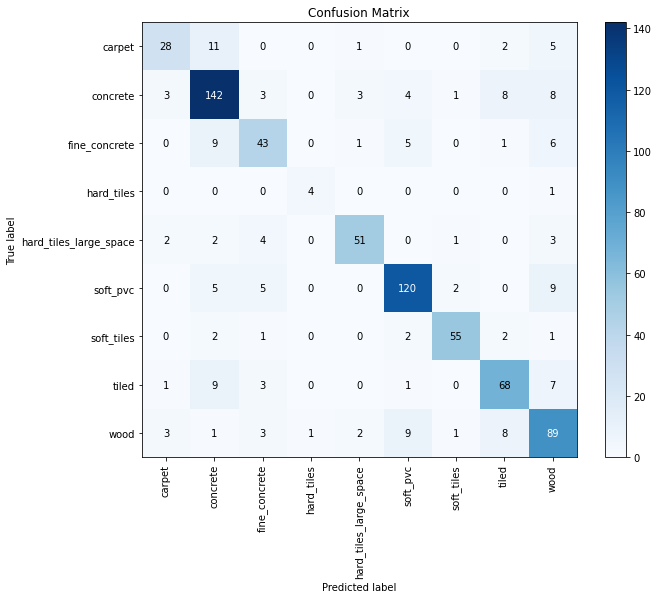 Confusion Matrix
carpet 28 11 0 0 1 0 0 2 5
concrete 3 142 3 0 3 4 1 8 8
fine_concrete 0 9 43 0 1 5 0 1 6
hard_tiles 0 0 0 4 0 0 0 0 1
hard_tiles_large_space 2 2 4 0 51 0 1 0 3
soft_pvc 0 5 5 0 0 120 2 0 9
soft_tiles 0 2 1 0 0 2 55 2 1
tiled 1 9 3 0 0 1 0 68 7
wood 3 1 3 1 2 9 1 8 89
True label
carpet
concrete
fine_concrete
hard_tiles
hard_tiles_large_space
soft_pvc
soft_tiles
tiled
wood
Predicted label
140
120
100
80
60
40
20
0